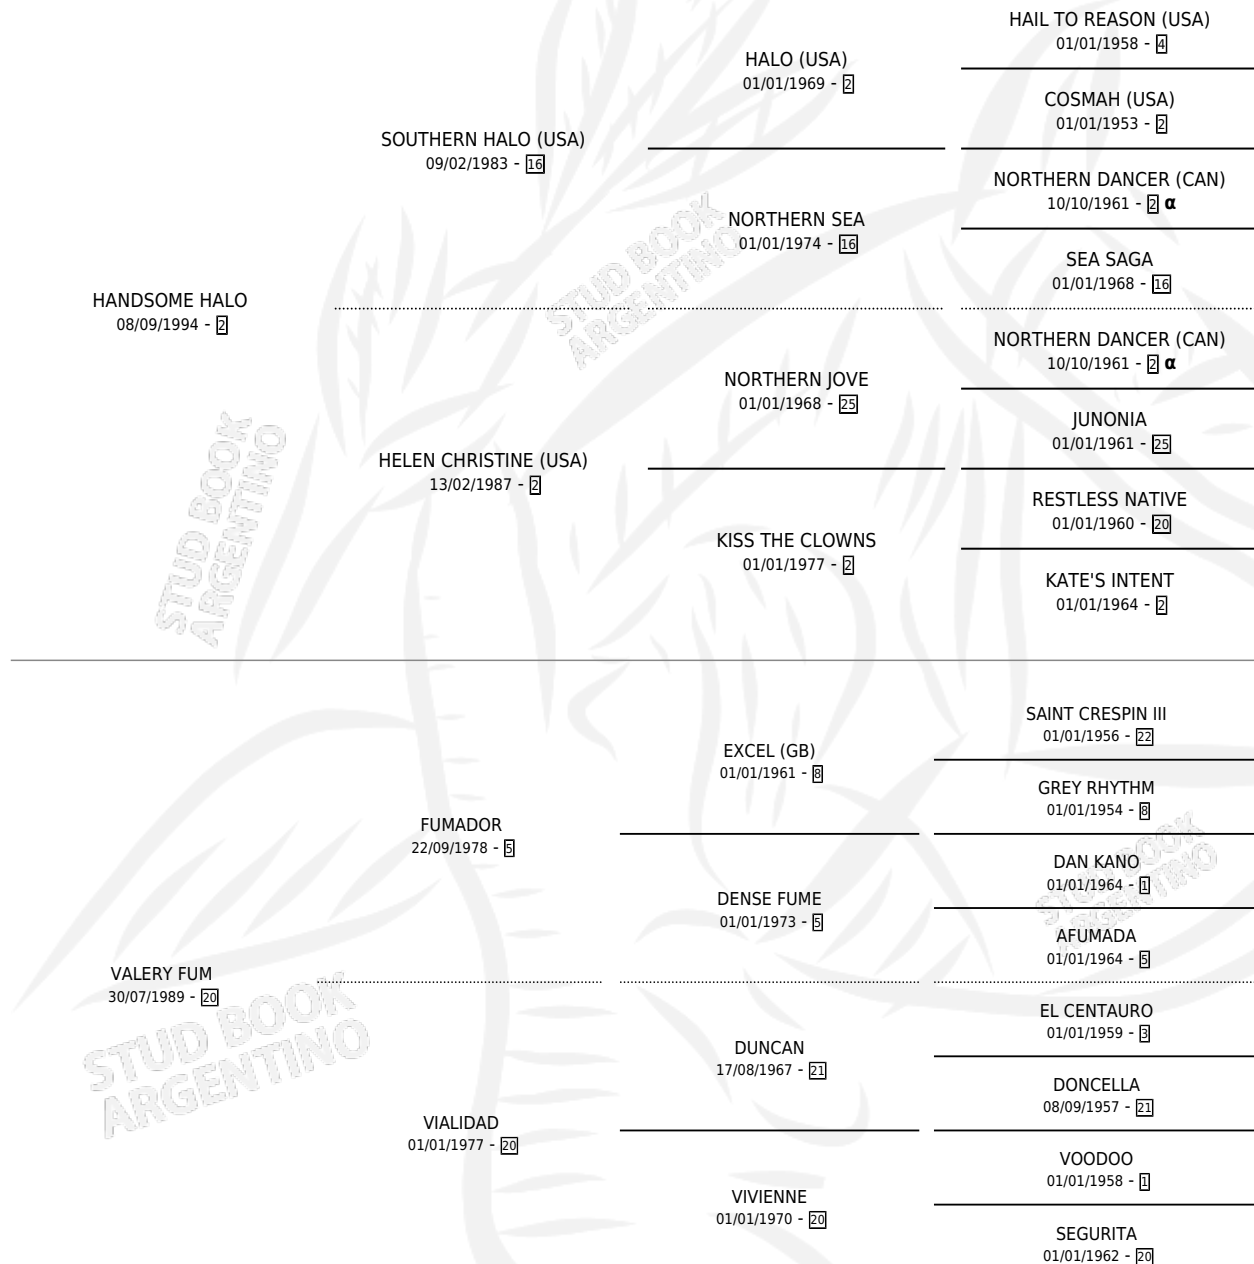 HAIL TO REASON (USA)
01/01/1958 - 4
HALO (USA)
01/01/1969 - 2
COSMAH (USA)
01/01/1953 - 2
SOUTHERN HALO (USA)
09/02/1983 - 16
NORTHERN DANCER (CAN)
10/10/1961 - 2 α
NORTHERN SEA
01/01/1974 - 16
SEA SAGA
01/01/1968 - 16
HANDSOME HALO
08/09/1994 - 2
NORTHERN DANCER (CAN)
10/10/1961 - 2 α
NORTHERN JOVE
01/01/1968 - 25
JUNONIA
01/01/1961 - 25
HELEN CHRISTINE (USA)
13/02/1987 - 2
RESTLESS NATIVE
01/01/1960 - 20
KISS THE CLOWNS
01/01/1977 - 2
KATE'S INTENT
01/01/1964 - 2
SAINT CRESPIN III
01/01/1956 - 22
EXCEL (GB)
01/01/1961 - 8
GREY RHYTHM
01/01/1954 - 8
FUMADOR
22/09/1978 - 5
DAN KANO
01/01/1964 - 1
DENSE FUME
01/01/1973 - 5
AFUMADA
01/01/1964 - 5
VALERY FUM
30/07/1989 - 20
EL CENTAURO
01/01/1959 - 3
DUNCAN
17/08/1967 - 21
DONCELLA
08/09/1957 - 21
VIALIDAD
01/01/1977 - 20
VOODOO
01/01/1958 - 1
VIVIENNE
01/01/1970 - 20
SEGURITA
01/01/1962 - 20
STUD BOOK
ARGENTINO
STUD BOOK
ARGENTINO
STUD BOOK
ARGENTINO
STUD BOOK
ARGENTINO